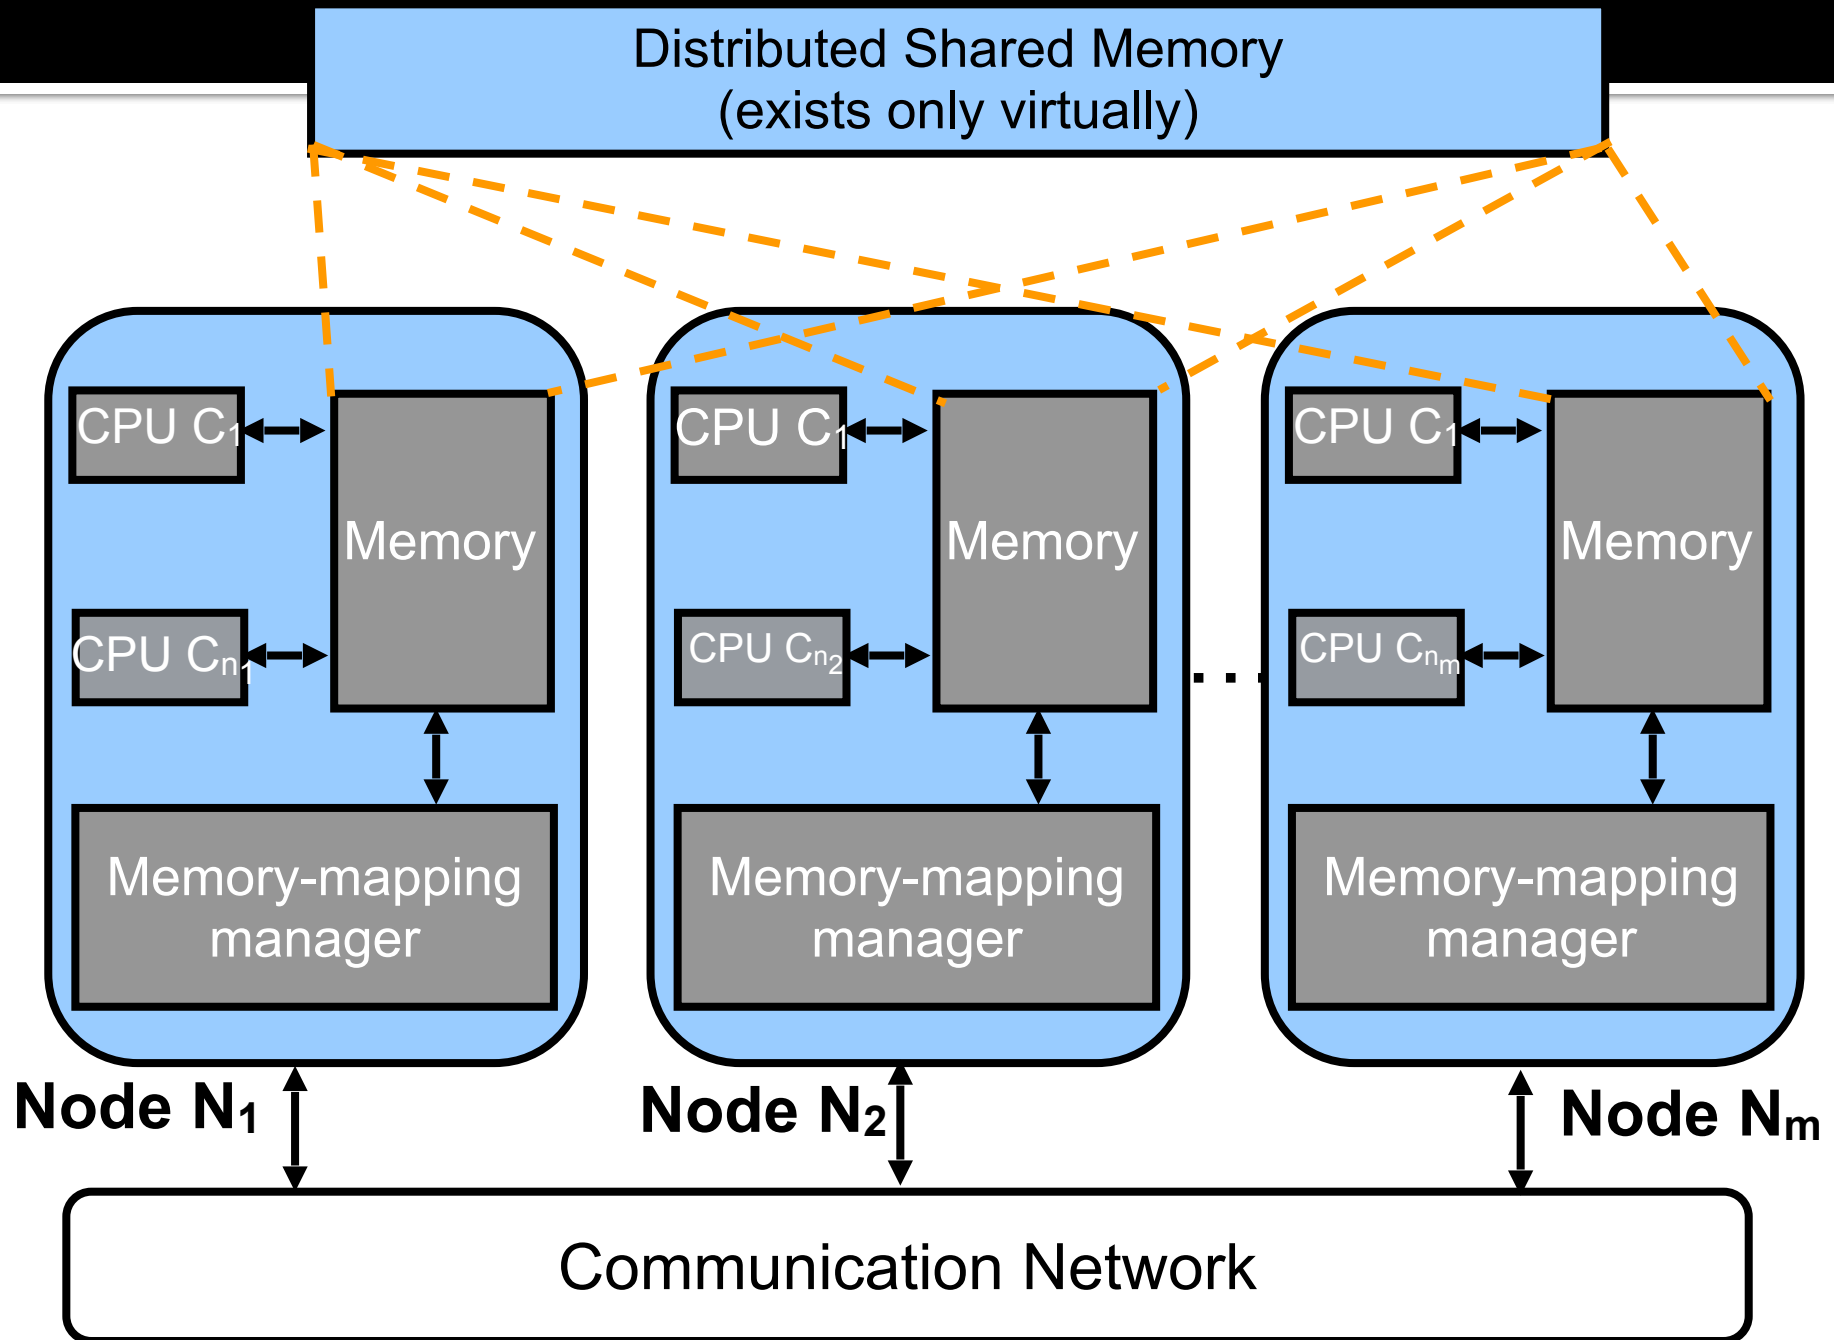 Distributed Shared Memory
(exists only virtually)
CPU C₁
Memory
CPU Cₙ₁
Memory-mapping
manager
Node N₁
CPU C₁
Memory
CPU Cₙ₂
Memory-mapping
manager
Node N₂
. . .
CPU C₁
Memory
CPU Cₙₘ
Memory-mapping
manager
Node Nₘ
Communication Network